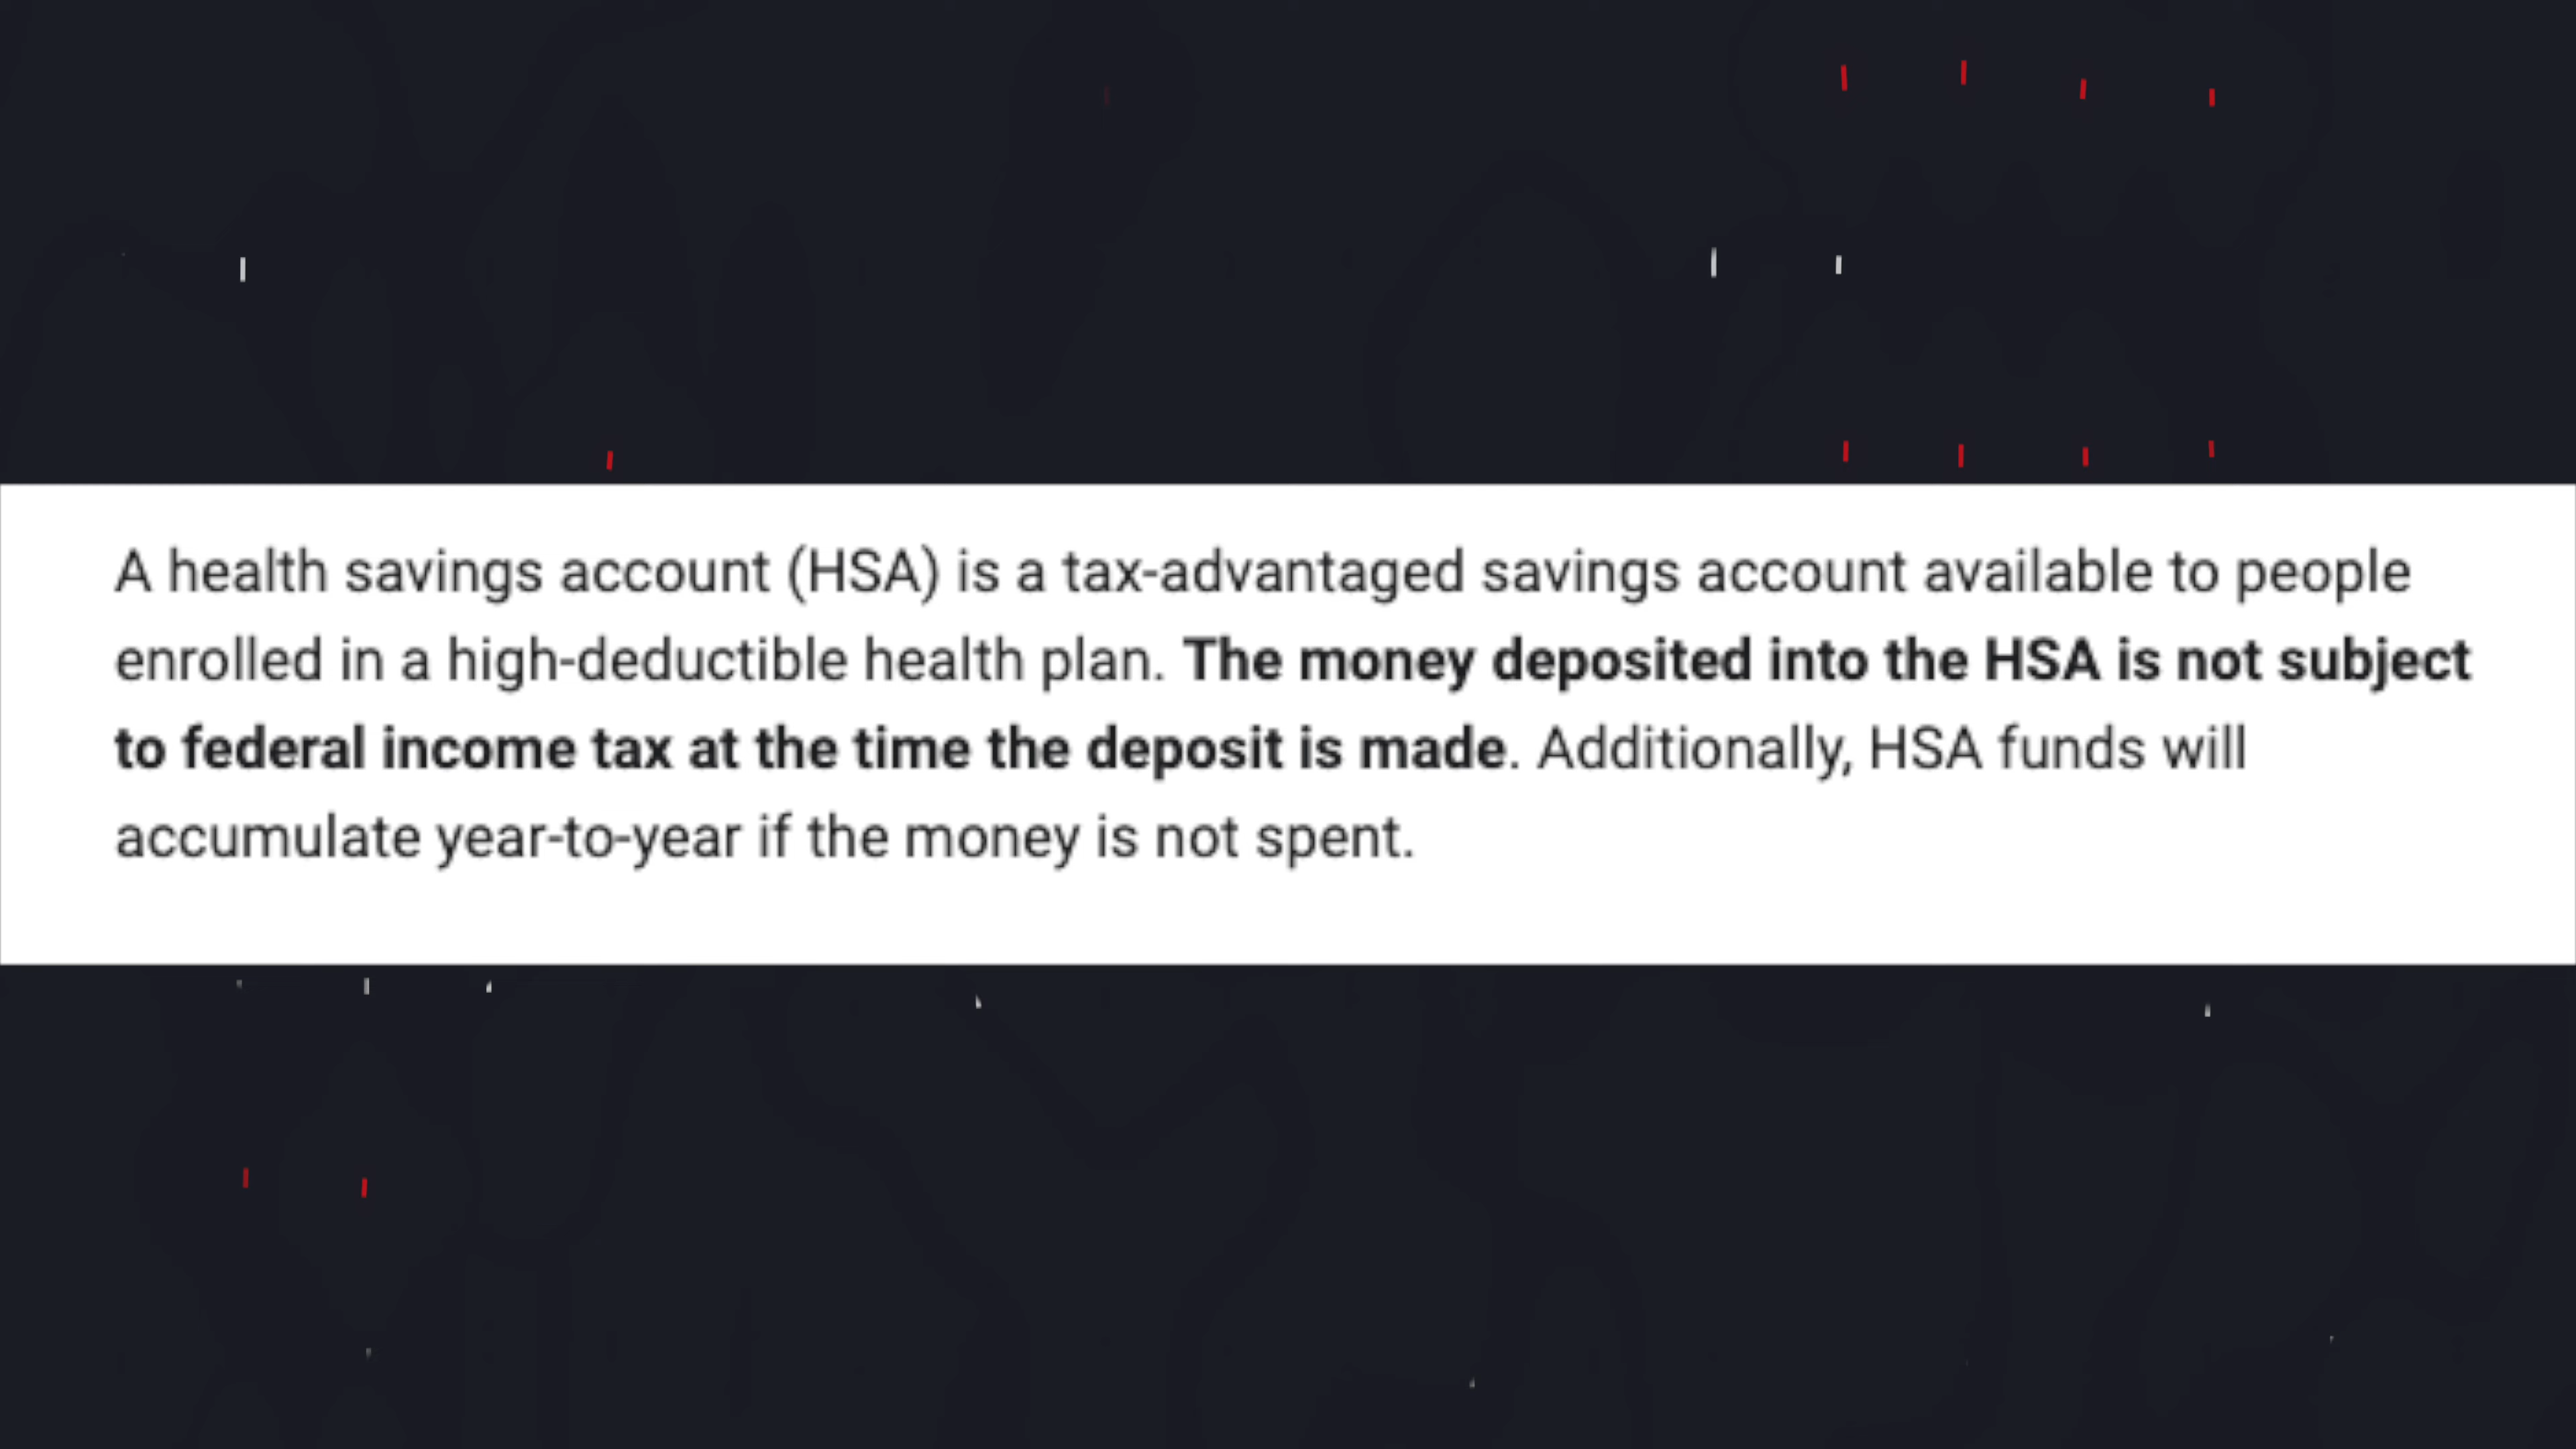 A health savings account (HSA) is a tax-advantaged savings account available to people
enrolled in a high-deductible health plan. The money deposited into the HSA is not subject
to federal income tax at the time the deposit is made. Additionally, HSA funds will
accumulate year-to-year if the money is not spent.